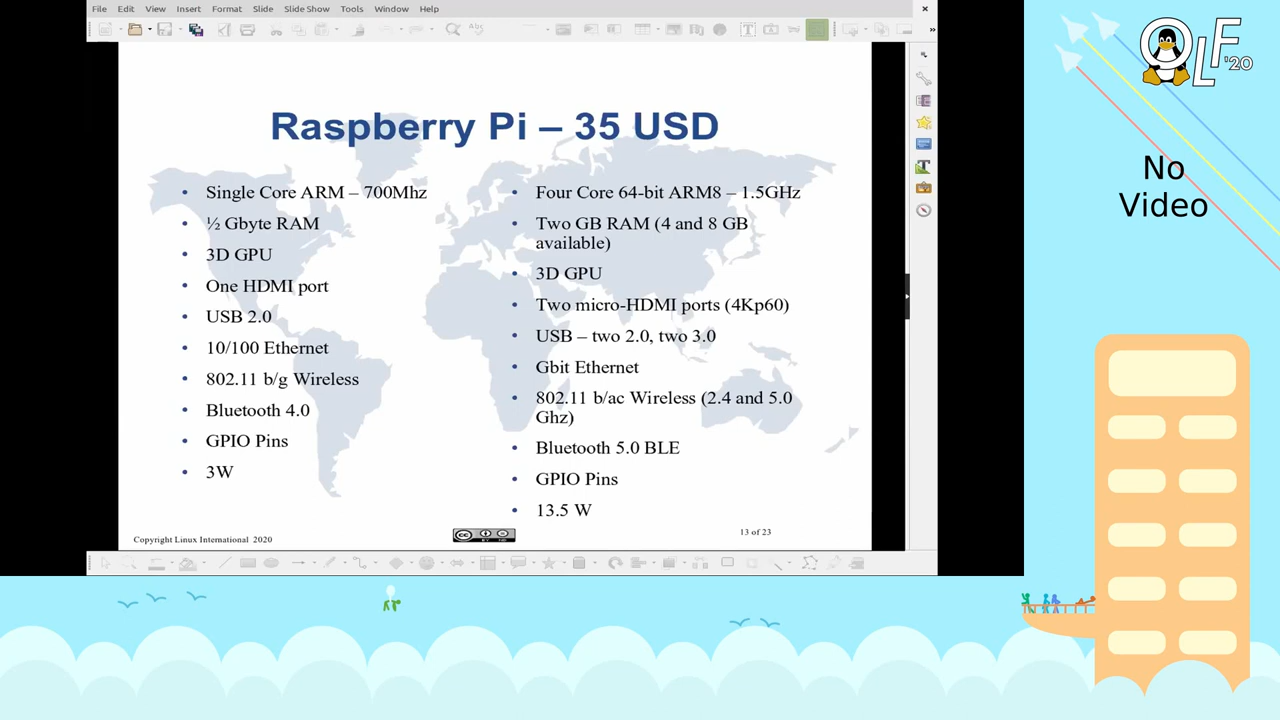 File Edit View Insert Format Slide Slide Show Tools Window Help
Raspberry Pi – 35 USD
• Single Core ARM – 700Mhz
• ½ Gbyte RAM
• 3D GPU
• One HDMI port
• USB 2.0
• 10/100 Ethernet
• 802.11 b/g Wireless
• Bluetooth 4.0
• GPIO Pins
• 3W
• Four Core 64-bit ARM8 – 1.5GHz
• Two GB RAM (4 and 8 GB
available)
• 3D GPU
• Two micro-HDMI ports (4Kp60)
• USB – two 2.0, two 3.0
• Gbit Ethernet
• 802.11 b/ac Wireless (2.4 and 5.0
Ghz)
• Bluetooth 5.0 BLE
• GPIO Pins
• 13.5 W
Copyright Linux International 2020
13 of 23
OLF '20
No
Video